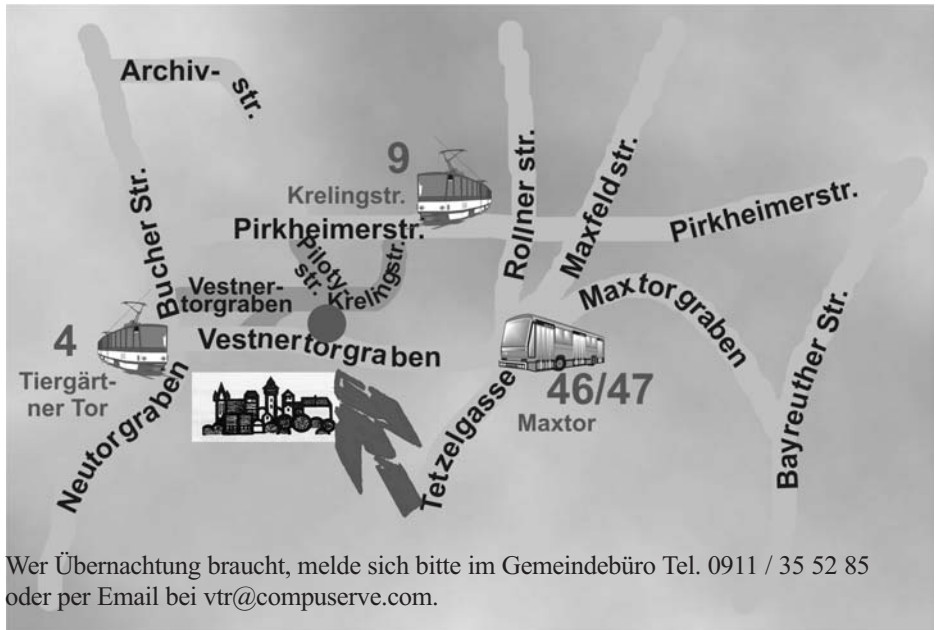 Archiv-
str.
9
Krelingstr.
Pirkheimerstr.
Rollner str.
Maxfeldstr.
Pirkheimerstr.
Bucher Str.
Piloty-
str.
Krelingstr.
Vestner-
torgraben
Maxtorgraben
Bayreuther Str.
4
Tiergärt-
ner Tor
Vestnertorgraben
Neutorgraben
46/47
Maxtor
Tetzelgasse
Wer Übernachtung braucht, melde sich bitte im Gemeindebüro Tel. 0911 / 35 52 85
oder per Email bei vtr@compuserve.com.